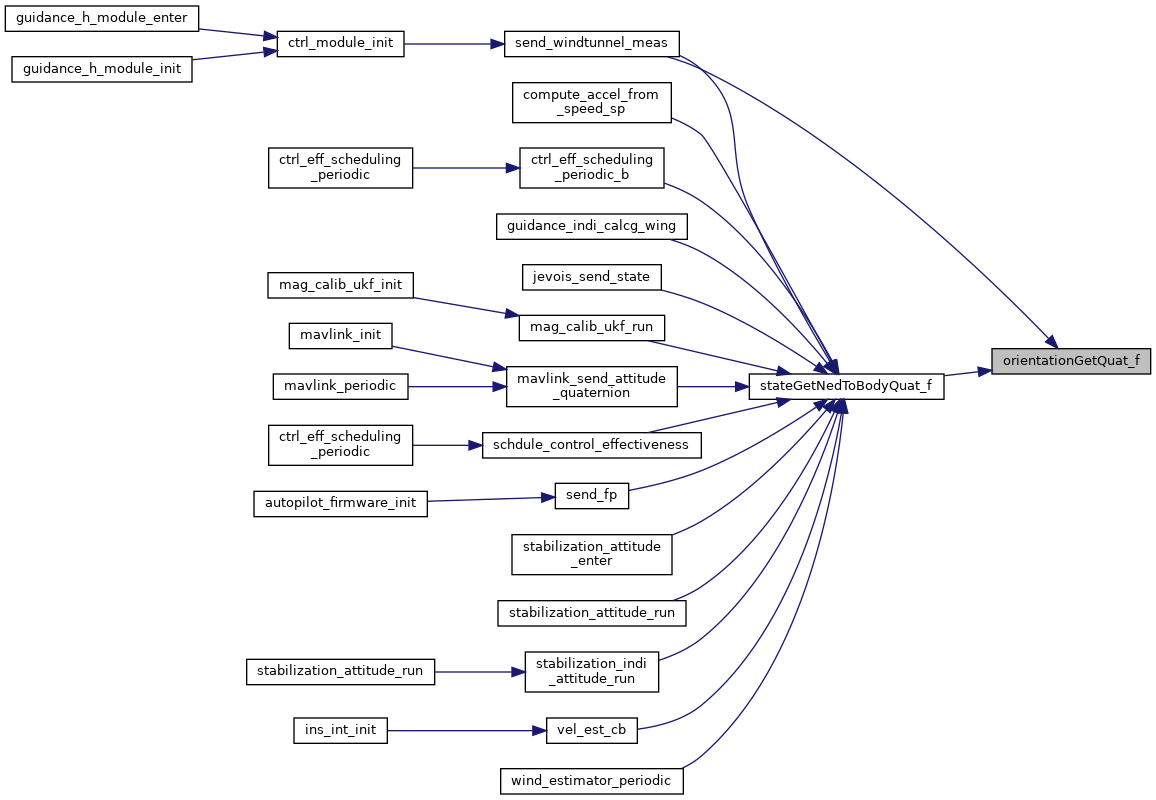 guidance_h_module_enter
guidance_h_module_init
ctrl_module_init
send_windtunnel_meas
compute_accel_from
_speed_sp
ctrl_eff_scheduling
_periodic
ctrl_eff_scheduling
_periodic_b
guidance_indi_calcg_wing
jevois_send_state
mag_calib_ukf_init
mag_calib_ukf_run
mavlink_init
mavlink_periodic
mavlink_send_attitude
_quaternion
stateGetNedToBodyQuat_f
orientationGetQuat_f
ctrl_eff_scheduling
_periodic
schdule_control_effectiveness
autopilot_firmware_init
send_fp
stabilization_attitude
_enter
stabilization_attitude_run
stabilization_attitude_run
stabilization_indi
_attitude_run
ins_int_init
vel_est_cb
wind_estimator_periodic